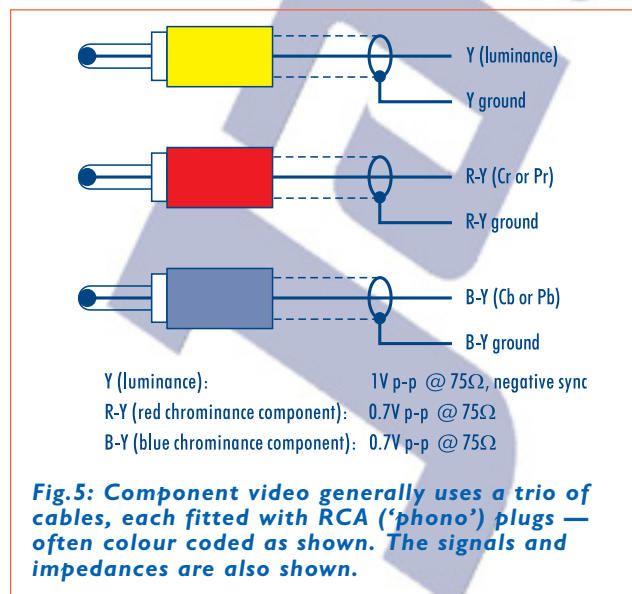 Y (luminance)
Y ground
R-Y (Cr or Pr)
R-Y ground
B-Y (Cb or Pb)
B-Y ground
Y (luminance): 1V p-p @ 75Ω, negative sync
R-Y (red chrominance component): 0.7V p-p @ 75Ω
B-Y (blue chrominance component): 0.7V p-p @ 75Ω
Fig.5: Component video generally uses a trio of
cables, each fitted with RCA (‘phono’) plugs —
often colour coded as shown. The signals and
impedances are also shown.